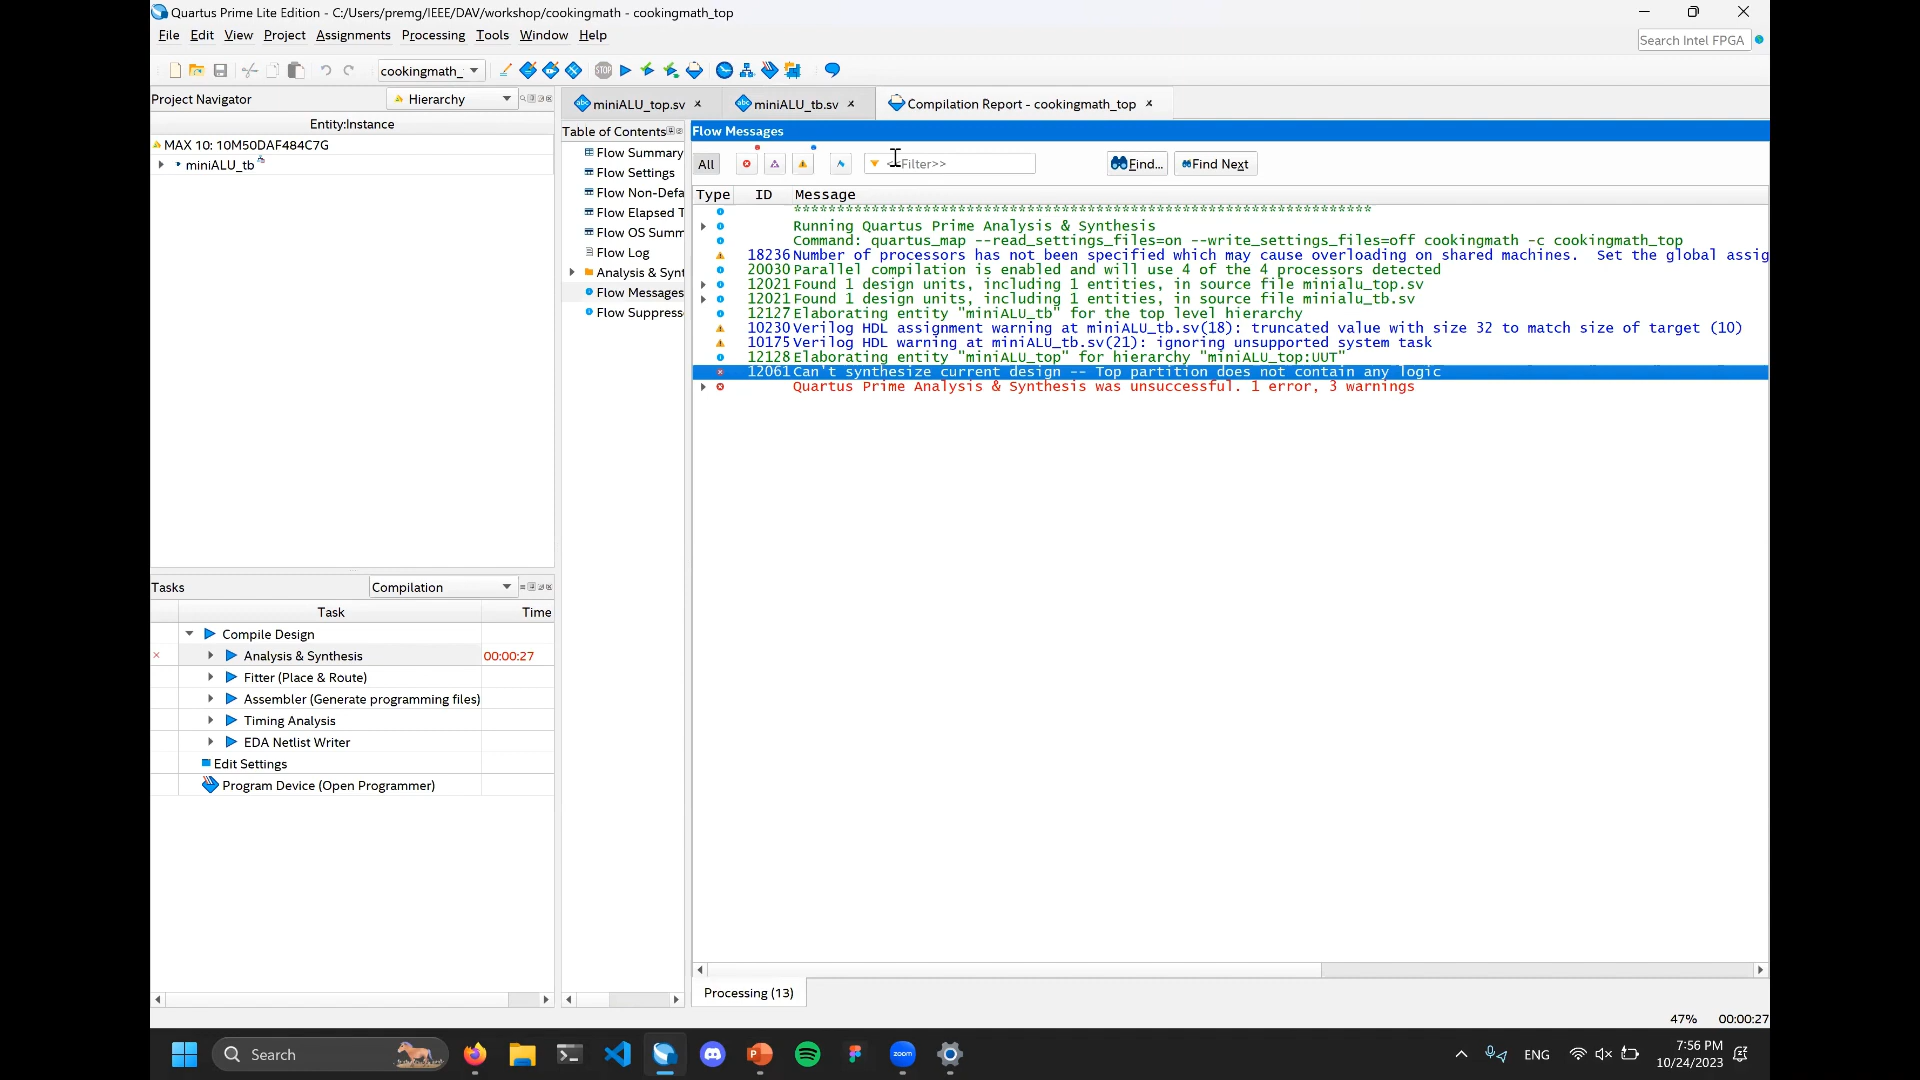 Quartus Prime Lite Edition - C:/Users/premg/IEEE/DAV/workshop/cookingmath - cookingmath_top
File Edit View Project Assignments Processing Tools Window Help
Search Intel FPGA
cookingmath_
Project Navigator Hierarchy
miniALU_top.sv
miniALU_tb.sv
Compilation Report - cookingmath_top
Entity:Instance
MAX 10: 10M50DAF484C7G
miniALU_tb
Table of Contents
Flow Summary
Flow Settings
Flow Non-Defa
Flow Elapsed T
Flow OS Summ
Flow Log
Analysis & Synt
Flow Messages
Flow Suppress
Flow Messages
All
<<Filter>>
Find...
Find Next
Type ID Message
*******************************************************************
Running Quartus Prime Analysis & Synthesis
Command: quartus_map --read_settings_files=on --write_settings_files=off cookingmath -c cookingmath_top
18236 Number of processors has not been specified which may cause overloading on shared machines. Set the global assig
20030 Parallel compilation is enabled and will use 4 of the 4 processors detected
12021 Found 1 design units, including 1 entities, in source file minialu_top.sv
12021 Found 1 design units, including 1 entities, in source file minialu_tb.sv
12127 Elaborating entity "miniALU_tb" for the top level hierarchy
10230 Verilog HDL assignment warning at miniALU_tb.sv(18): truncated value with size 32 to match size of target (10)
10175 Verilog HDL warning at miniALU_tb.sv(21): ignoring unsupported system task
12128 Elaborating entity "miniALU_top" for hierarchy "miniALU_top:UUT"
12061 Can't synthesize current design -- Top partition does not contain any logic
Quartus Prime Analysis & Synthesis was unsuccessful. 1 error, 3 warnings
Tasks Compilation
Task Time
Compile Design
Analysis & Synthesis 00:00:27
Fitter (Place & Route)
Assembler (Generate programming files)
Timing Analysis
EDA Netlist Writer
Edit Settings
Program Device (Open Programmer)
Processing (13)
47% 00:00:27
Search
zoom
ENG
7:56 PM
10/24/2023